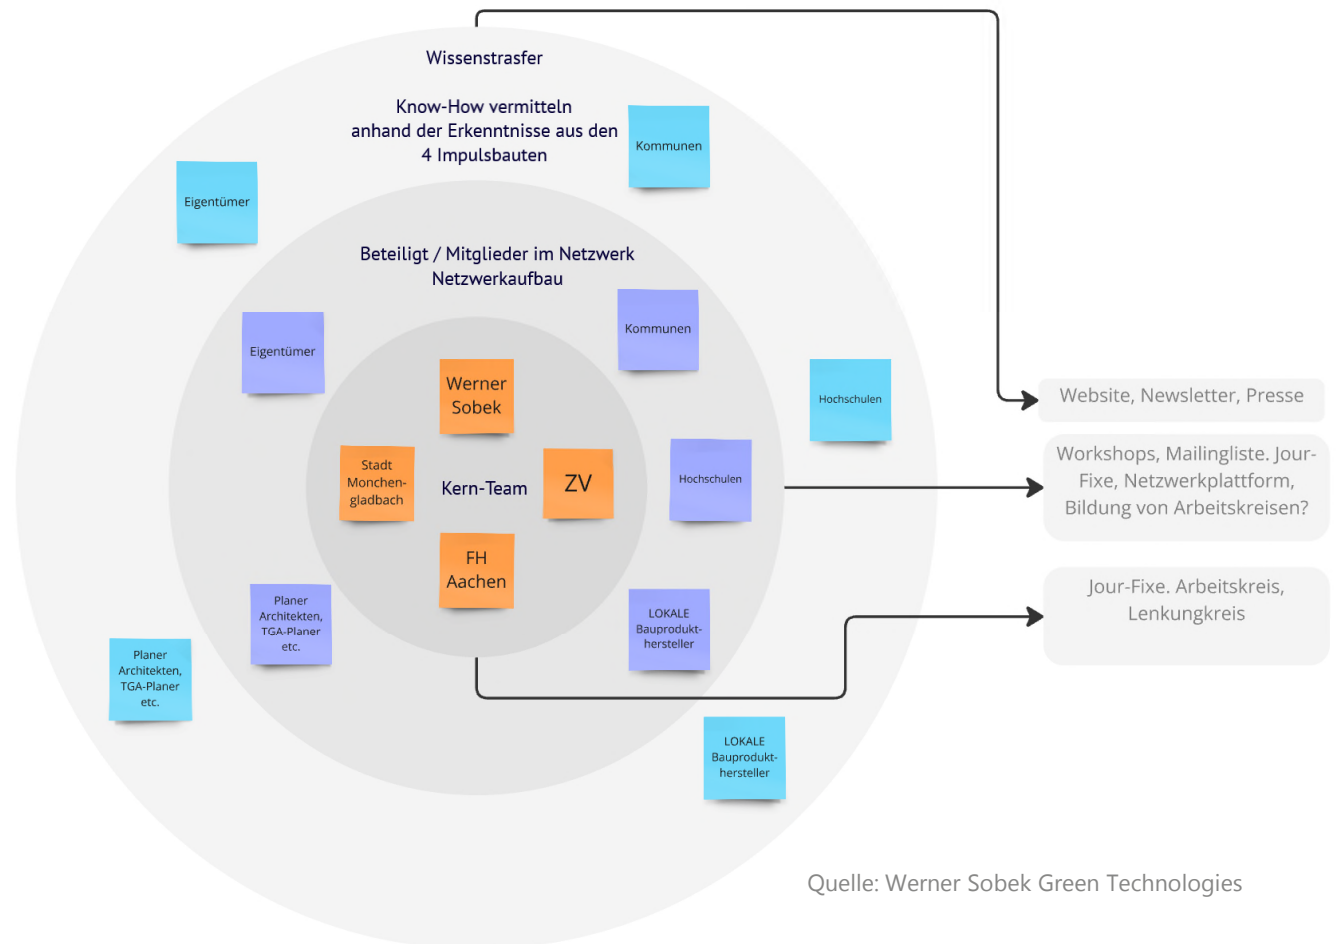 Wissenstrasfer
Know-How vermitteln
anhand der Erkenntnisse aus den
4 Impulsbauten
Kommunen
Eigentümer
Beteiligt / Mitglieder im Netzwerk
Netzwerkaufbau
Kommunen
Eigentümer
Werner
Sobek
Hochschulen
Stadt
Monchen-
gladbach
Kern-Team
ZV
Hochschulen
FH
Aachen
Planer
Architekten,
TGA-Planer
etc.
LOKALE
Bauprodukt-
hersteller
Planer
Architekten,
TGA-Planer
etc.
LOKALE
Bauprodukt-
hersteller
Website, Newsletter, Presse
Workshops, Mailingliste. Jour-
Fixe, Netzwerkplattform,
Bildung von Arbeitskreisen?
Jour-Fixe. Arbeitskreis,
Lenkungkreis
Quelle: Werner Sobek Green Technologies